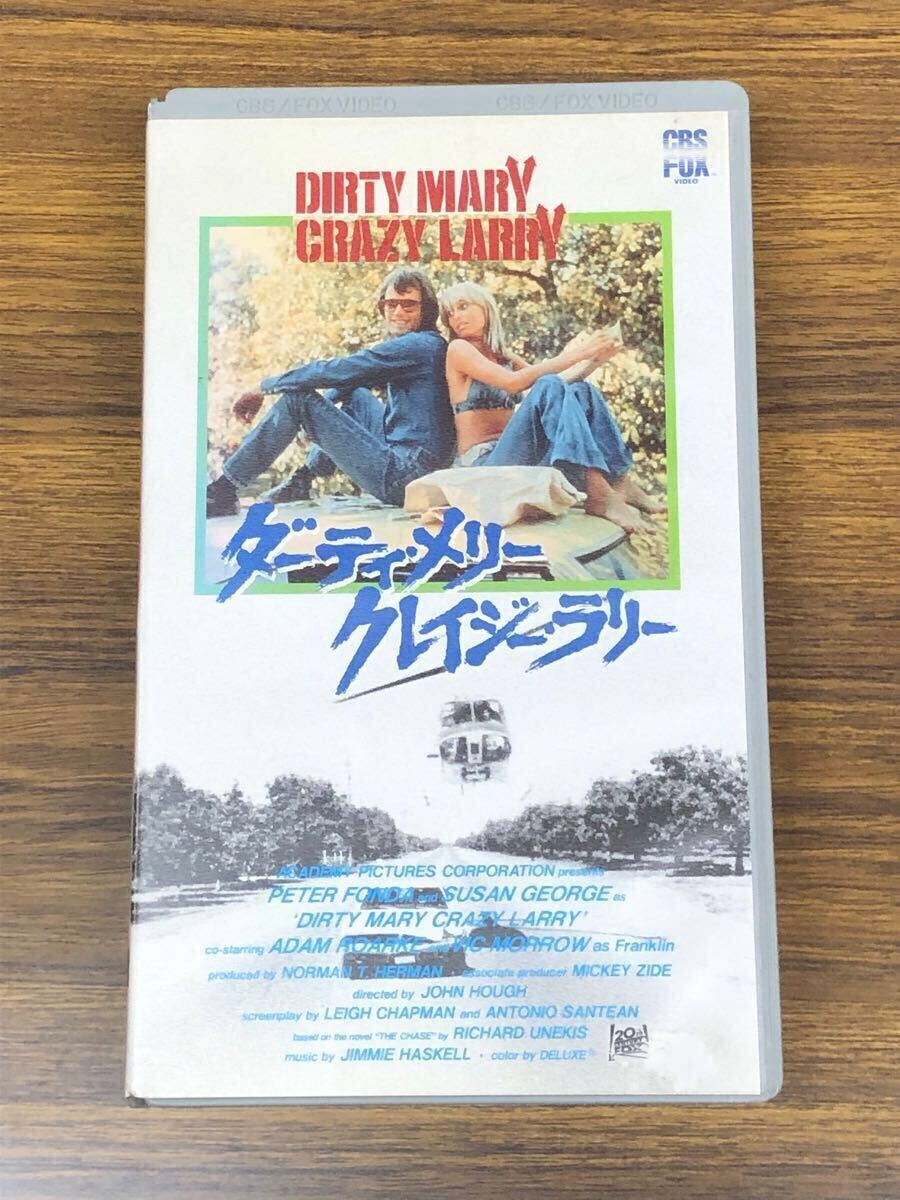 CBS/FOX VIDEO CBS/FOX VIDEO
CBS
FOX
VIDEO
DIRTY MARY
CRAZY LARRY
ダーティ・メリー
クレイジー・ラリー
ACADEMY PICTURES CORPORATION presents
PETER FONDA and SUSAN GEORGE as
'DIRTY MARY CRAZY LARRY'
co-starring ADAM ROARKE and VIC MORROW as Franklin
produced by NORMAN T. HERMAN associate producer MICKEY ZIDE
directed by JOHN HOUGH
screenplay by LEIGH CHAPMAN and ANTONIO SANTEAN
based on the novel "THE CHASE" by RICHARD UNEKIS
music by JIMMIE HASKELL • color by DELUXE®
20th
CENTURY
FOX